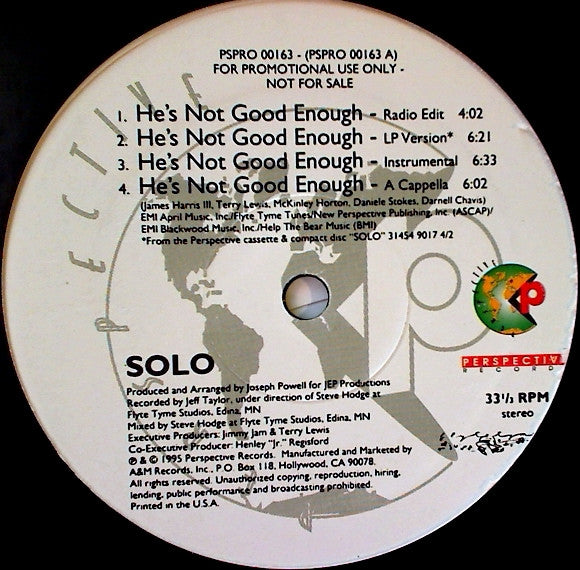 PSPRO 00163 - (PSPRO 00163 A)
FOR PROMOTIONAL USE ONLY -
NOT FOR SALE
1. He's Not Good Enough - Radio Edit 4:02
2. He's Not Good Enough - LP Version* 6:21
3. He's Not Good Enough - Instrumental 6:33
4. He's Not Good Enough - A Cappella 6:02
(James Harris III, Terry Lewis, McKinley Horton, Daniele Stokes, Darnell Chavis)
EMI April Music, Inc/Flyte Tyme Tunes/New Perspective Publishing, Inc. (ASCAP)/
EMI Blackwood Music, Inc./Help The Bear Music (BMI)
*From the Perspective cassette & compact disc "SOLO" 31454 9017 4/2
PECTIVE
p
p
PERSPECTIVE
RECORDS
SOLO
Produced and Arranged by Joseph Powell for JEP Productions
Recorded by Jeff Taylor, under direction of Steve Hodge at
Flyte Tyme Studios, Edina, MN
Mixed by Steve Hodge at Flyte Tyme Studios, Edina, MN
Executive Producers: Jimmy Jam & Terry Lewis
Co-Executive Producer: Henley "Jr." Regisford
℗ & © 1995 Perspective Records. Manufactured and Marketed by
A&M Records, Inc., P.O. Box 118, Hollywood, CA 90078.
All rights reserved. Unauthorized copying, reproduction, hiring,
lending, public performance and broadcasting prohibited.
Printed in the U.S.A.
33⅓ RPM
stereo